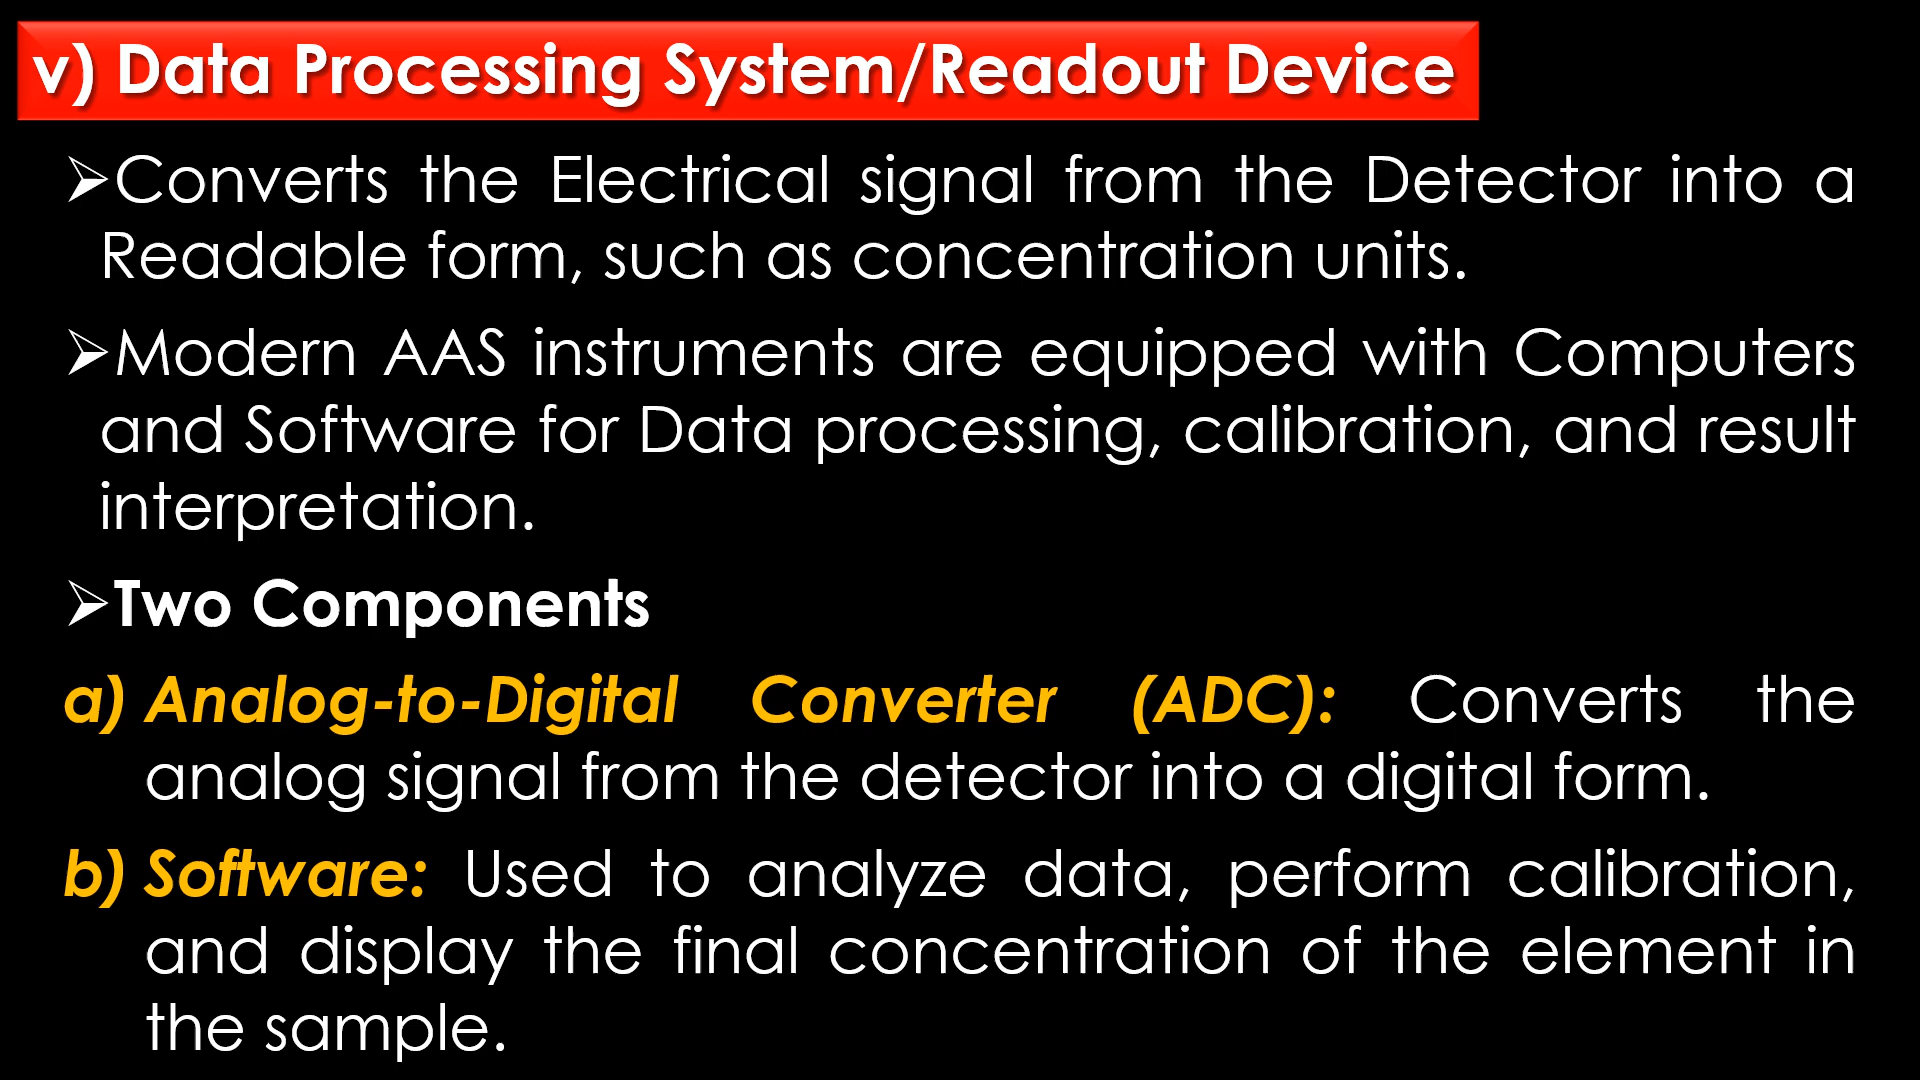 v) Data Processing System/Readout Device
➢Converts the Electrical signal from the Detector into a
Readable form, such as concentration units.
➢Modern AAS instruments are equipped with Computers
and Software for Data processing, calibration, and result
interpretation.
➢Two Components
a) Analog-to-Digital Converter (ADC): Converts the
analog signal from the detector into a digital form.
b) Software: Used to analyze data, perform calibration,
and display the final concentration of the element in
the sample.